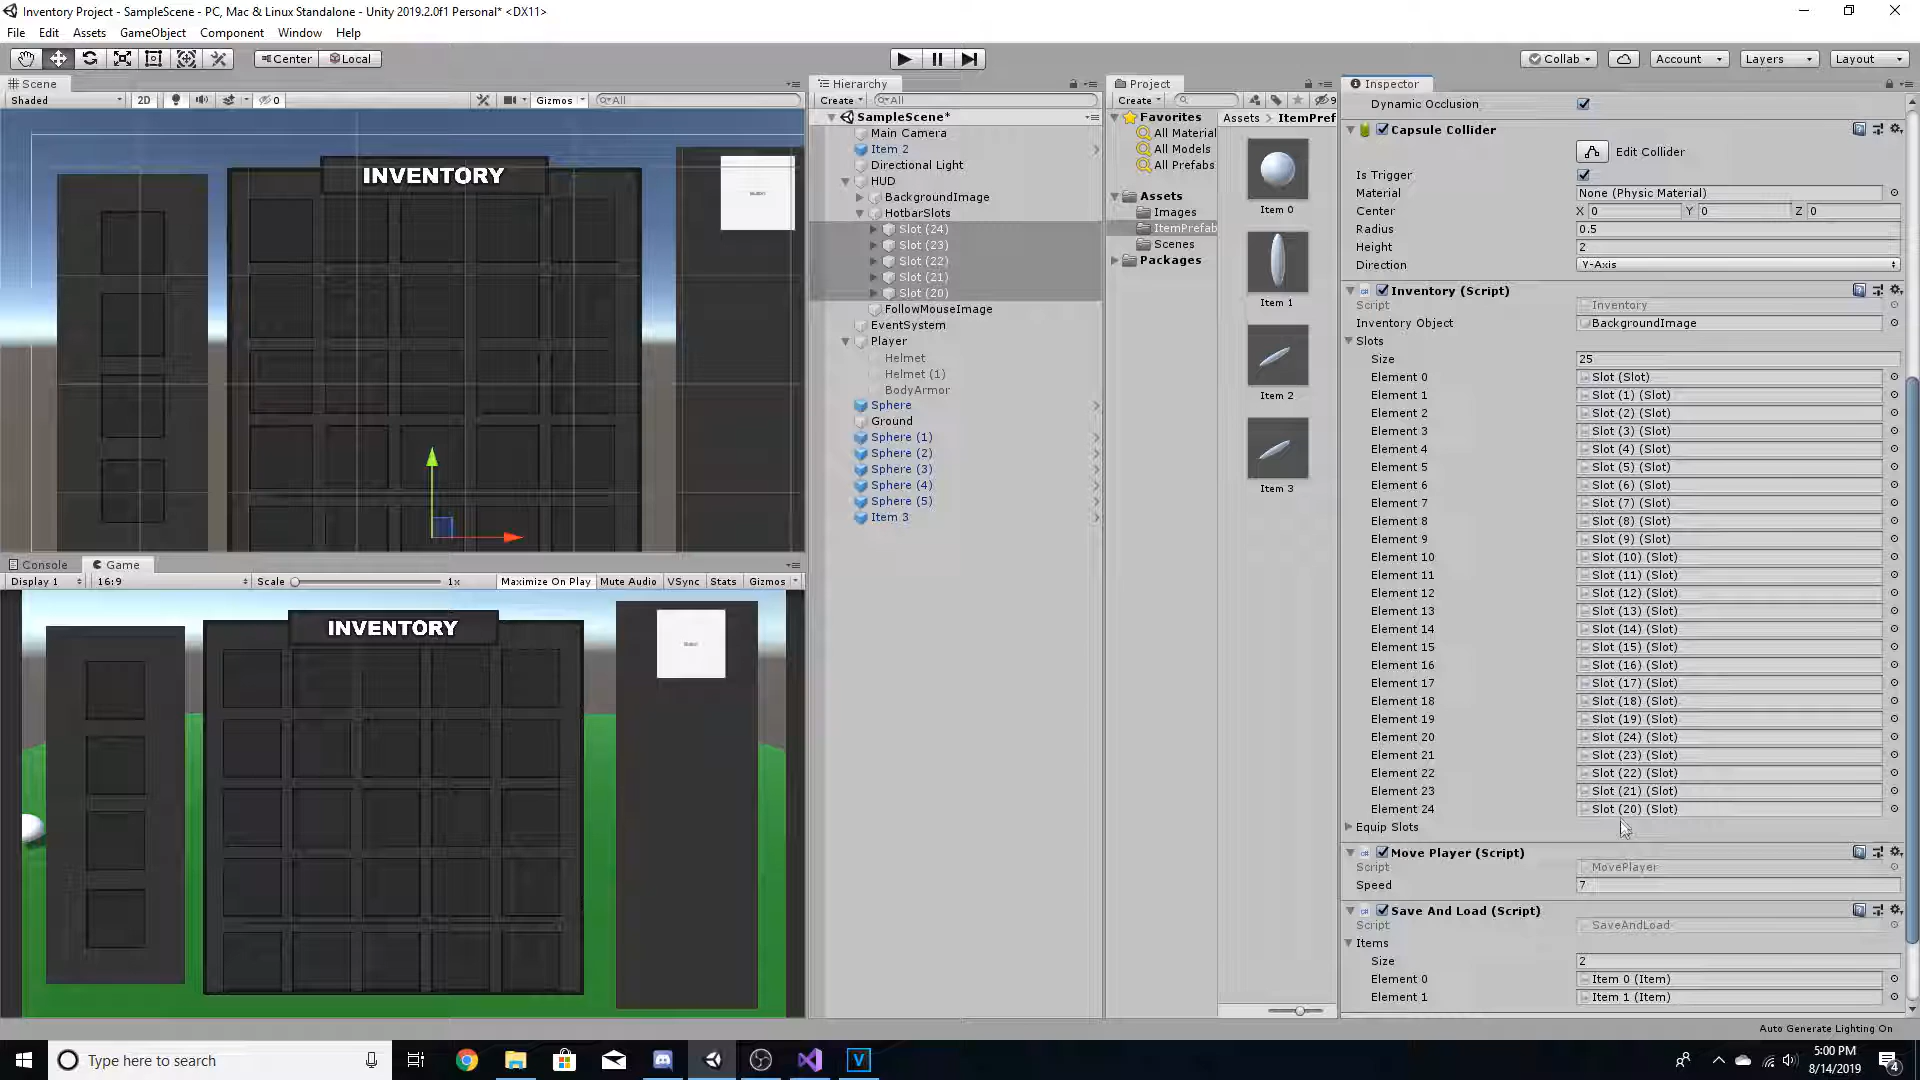 Inventory Project - SampleScene - PC, Mac & Linux Standalone - Unity 2019.2.0f1 Personal* <DX11>
File Edit Assets GameObject Component Window Help
Center Local
Collab Account Layers Layout
Scene
Shaded 2D 0 Gizmos All
INVENTORY
Console Game
Display 1 16:9 Scale 1x Maximize On Play Mute Audio VSync Stats Gizmos
INVENTORY
Hierarchy
Create All
SampleScene*
Main Camera
Item 2
Directional Light
HUD
BackgroundImage
HotbarSlots
Slot (24)
Slot (23)
Slot (22)
Slot (21)
Slot (20)
FollowMouseImage
EventSystem
Player
Helmet
Helmet (1)
BodyArmor
Sphere
Ground
Sphere (1)
Sphere (2)
Sphere (3)
Sphere (4)
Sphere (5)
Item 3
Project
Create 9
Favorites
All Material
All Models
All Prefabs
Assets
Images
ItemPrefab
Scenes
Packages
Assets ItemPref
Item 0
Item 1
Item 2
Item 3
Inspector
Dynamic Occlusion
Capsule Collider
Edit Collider
Is Trigger
Material None (Physic Material)
Center X 0 Y 0 Z 0
Radius 0.5
Height 2
Direction Y-Axis
Inventory (Script)
Script Inventory
Inventory Object BackgroundImage
Slots
Size 25
Element 0 Slot (Slot)
Element 1 Slot (1) (Slot)
Element 2 Slot (2) (Slot)
Element 3 Slot (3) (Slot)
Element 4 Slot (4) (Slot)
Element 5 Slot (5) (Slot)
Element 6 Slot (6) (Slot)
Element 7 Slot (7) (Slot)
Element 8 Slot (8) (Slot)
Element 9 Slot (9) (Slot)
Element 10 Slot (10) (Slot)
Element 11 Slot (11) (Slot)
Element 12 Slot (12) (Slot)
Element 13 Slot (13) (Slot)
Element 14 Slot (14) (Slot)
Element 15 Slot (15) (Slot)
Element 16 Slot (16) (Slot)
Element 17 Slot (17) (Slot)
Element 18 Slot (18) (Slot)
Element 19 Slot (19) (Slot)
Element 20 Slot (24) (Slot)
Element 21 Slot (23) (Slot)
Element 22 Slot (22) (Slot)
Element 23 Slot (21) (Slot)
Element 24 Slot (20) (Slot)
Equip Slots
Move Player (Script)
Script MovePlayer
Speed 7
Save And Load (Script)
Script SaveAndLoad
Items
Size 2
Element 0 Item 0 (Item)
Element 1 Item 1 (Item)
Auto Generate Lighting On
Type here to search
5:00 PM
8/14/2019
4